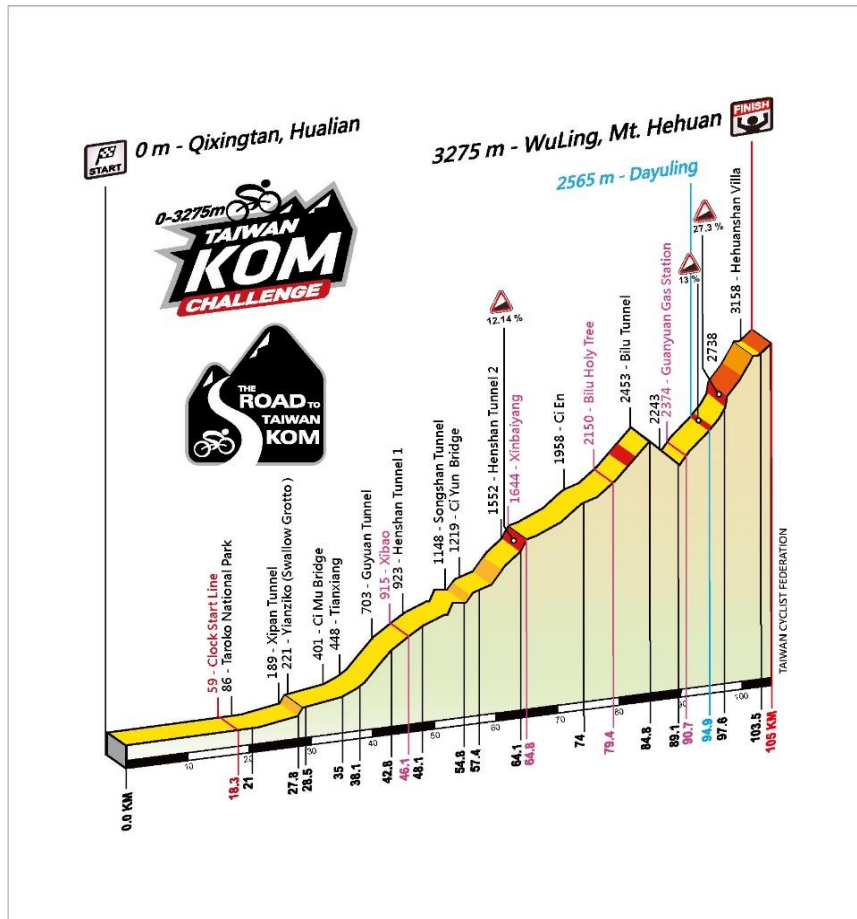 START
0 m - Qixingtan, Hualian
3275 m - WuLing, Mt. Hehuan
FINISH
2565 m - Dayuling
0-3275m
TAIWAN
KOM
CHALLENGE
THE
ROAD TO
TAIWAN
KOM
12.14 %
13 %
27.3 %
59 - Clock Start Line
86 - Taroko National Park
189 - Xipan Tunnel
221 - Yianziko (Swallow Grotto )
401 - Ci Mu Bridge
448 - Tianxiang
703 - Guyuan Tunnel
915 - Xibao
923 - Henshan Tunnel 1
1148 - Songshan Tunnel
1219 - Ci Yun Bridge
1552 - Henshan Tunnel 2
1644 - Xinbaiyang
1958 - Ci En
2150 - Bilu Holy Tree
2453 - Bilu Tunnel
2243
2374 - Guanyuan Gas Station
2738
3158 - Hehuanshan Villa
TAIWAN CYCLIST FEDERATION
10
20
30
40
50
60
70
80
90
100
0.0 KM
18.3
21
27.8
28.5
35
38.1
42.8
46.1
48.1
54.8
57.4
64.1
64.8
74
79.4
84.8
89.1
90.7
94.9
97.6
103.5
105 KM